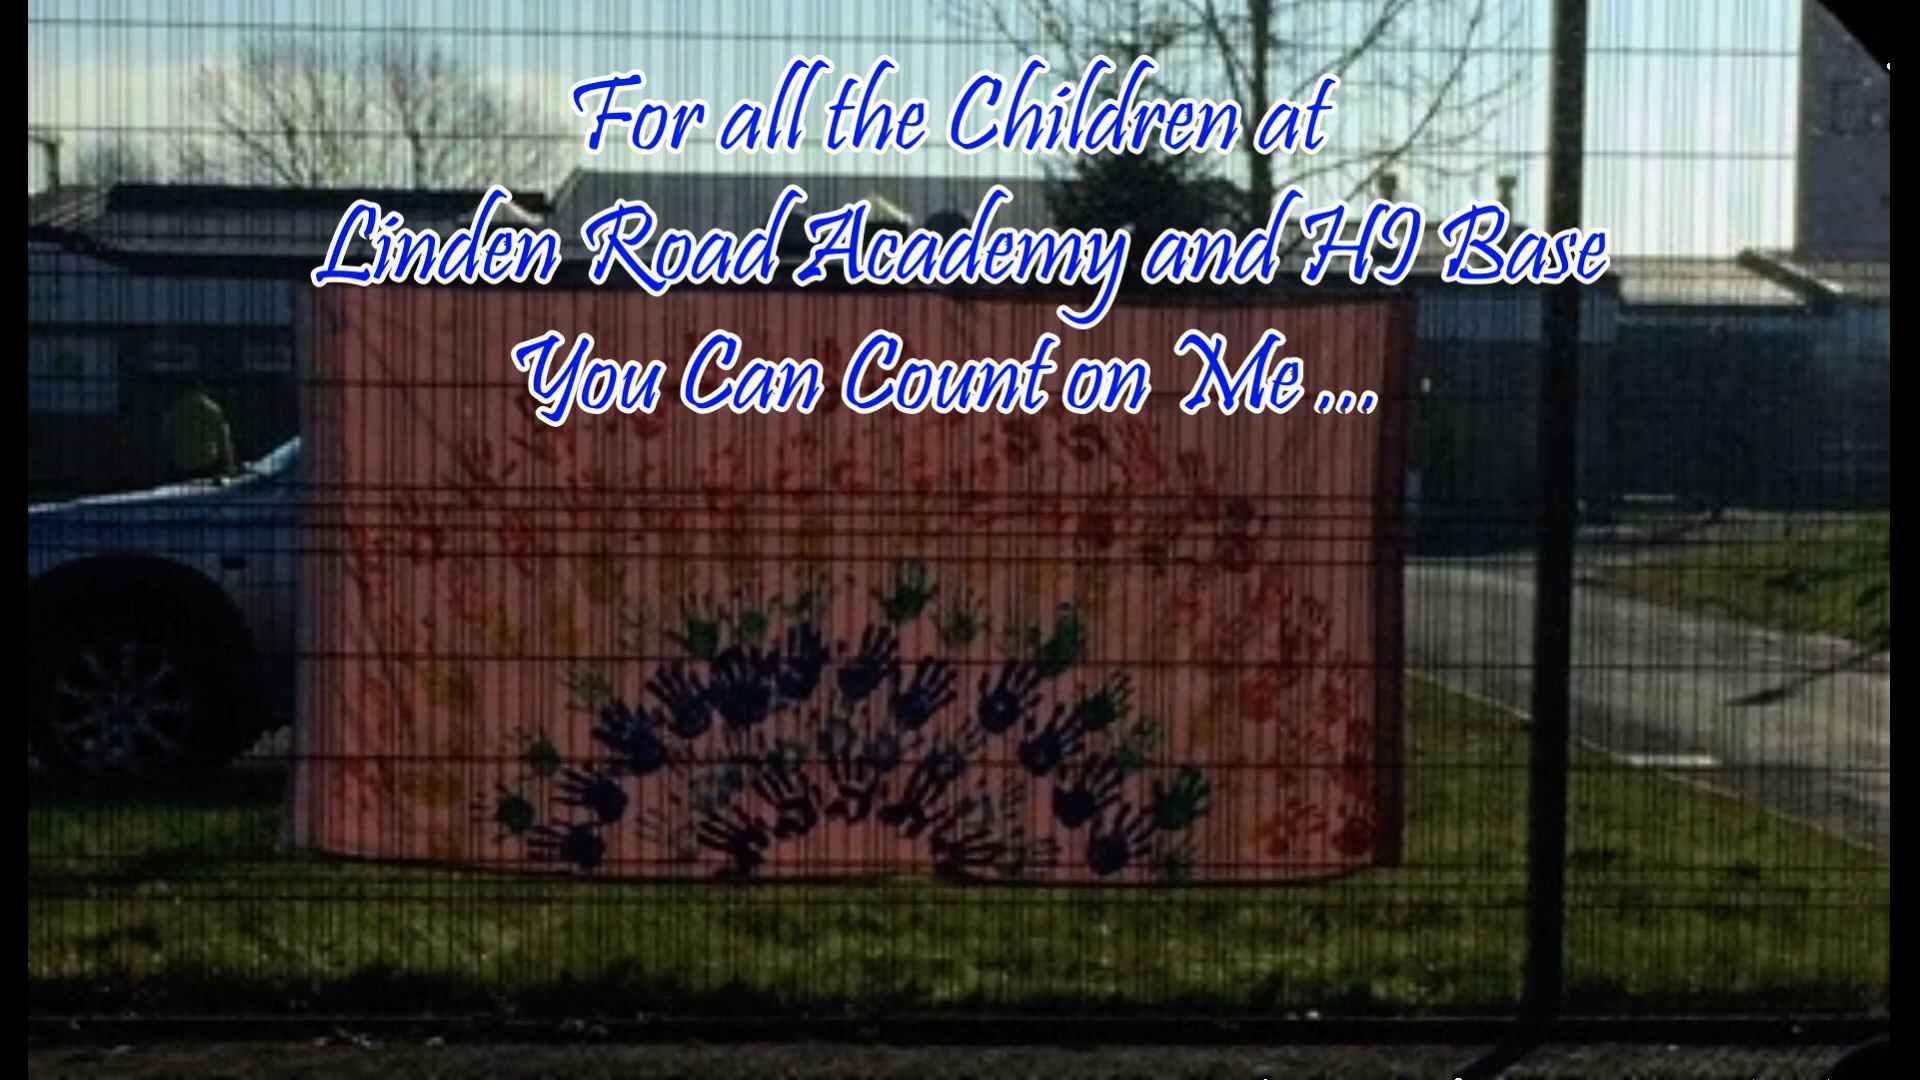 For all the Children at
Linden Road Academy and HI Base
You Can Count on Me ...